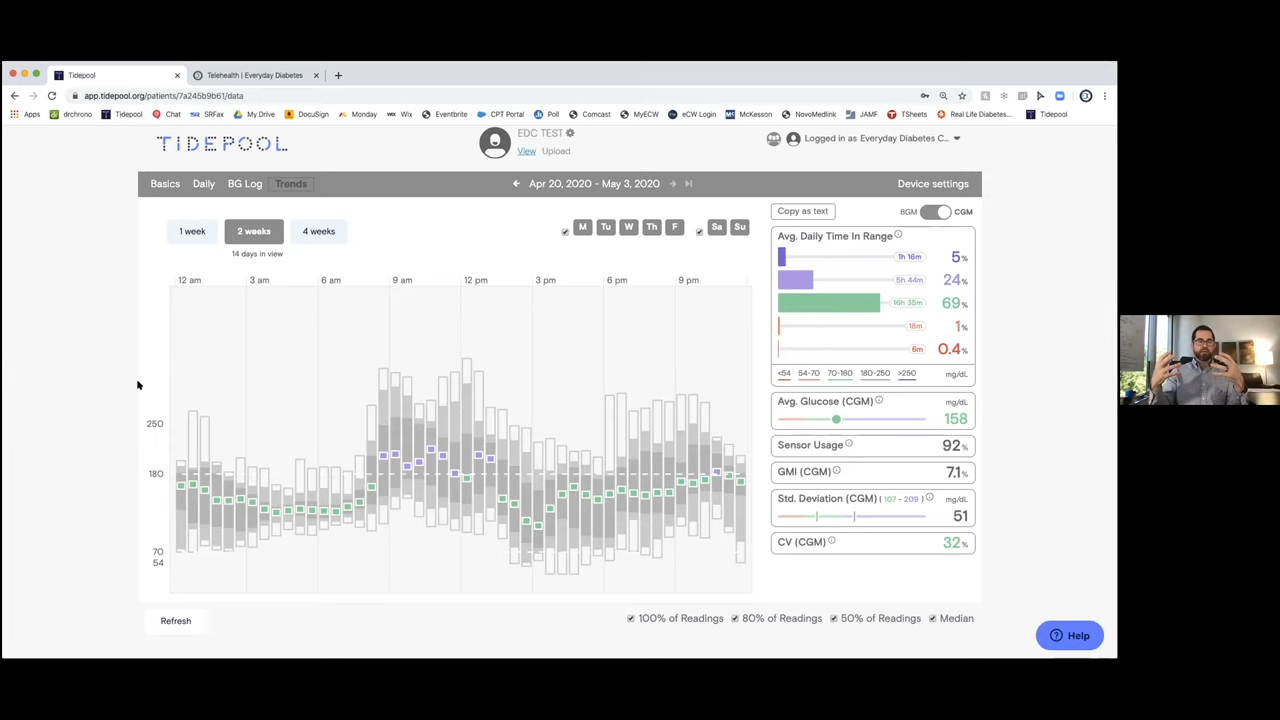 Tidepool
Telehealth | Everyday Diabetes
app.tidepool.org/patients/7a245b9b61/data
Apps drchrono Tidepool Chat SRFax My Drive DocuSign Monday Wix Eventbrite CPT Portal Poll Comcast MyECW eCW Login McKesson NovoMedlink JAMF TSheets Real Life Diabetes... Tidepool
TIDEPOOL
EDC TEST
View Upload
Logged in as Everyday Diabetes C...
Basics Daily BG Log Trends
Apr 20, 2020 - May 3, 2020
Device settings
1 week 2 weeks 4 weeks
14 days in view
M Tu W Th F Sa Su
12 am 3 am 6 am 9 am 12 pm 3 pm 6 pm 9 pm
250
180
70
54
Copy as text
BGM CGM
Avg. Daily Time In Range
1h 16m 5%
5h 44m 24%
16h 35m 69%
18m 1%
6m 0.4%
<54 54-70 70-180 180-250 >250 mg/dL
Avg. Glucose (CGM) mg/dL
158
Sensor Usage 92%
GMI (CGM) 7.1%
Std. Deviation (CGM) (107 - 209) mg/dL
51
CV (CGM) 32%
Refresh
100% of Readings 80% of Readings 50% of Readings Median
Help